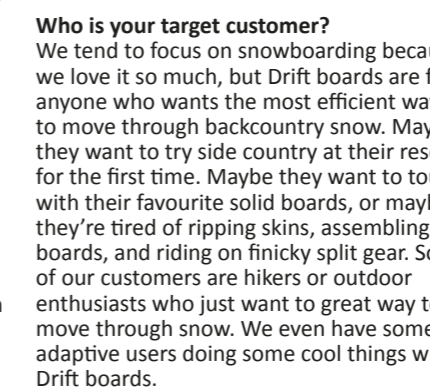 Who is your target customer?
We tend to focus on snowboarding beca
we love it so much, but Drift boards are f
anyone who wants the most efficient wa
to move through backcountry snow. May
they want to try side country at their res
for the first time. Maybe they want to to
with their favourite solid boards, or mayb
they’re tired of ripping skins, assembling
boards, and riding on finicky split gear. So
of our customers are hikers or outdoor
enthusiasts who just want to great way t
move through snow. We even have some
adaptive users doing some cool things w
Drift boards.